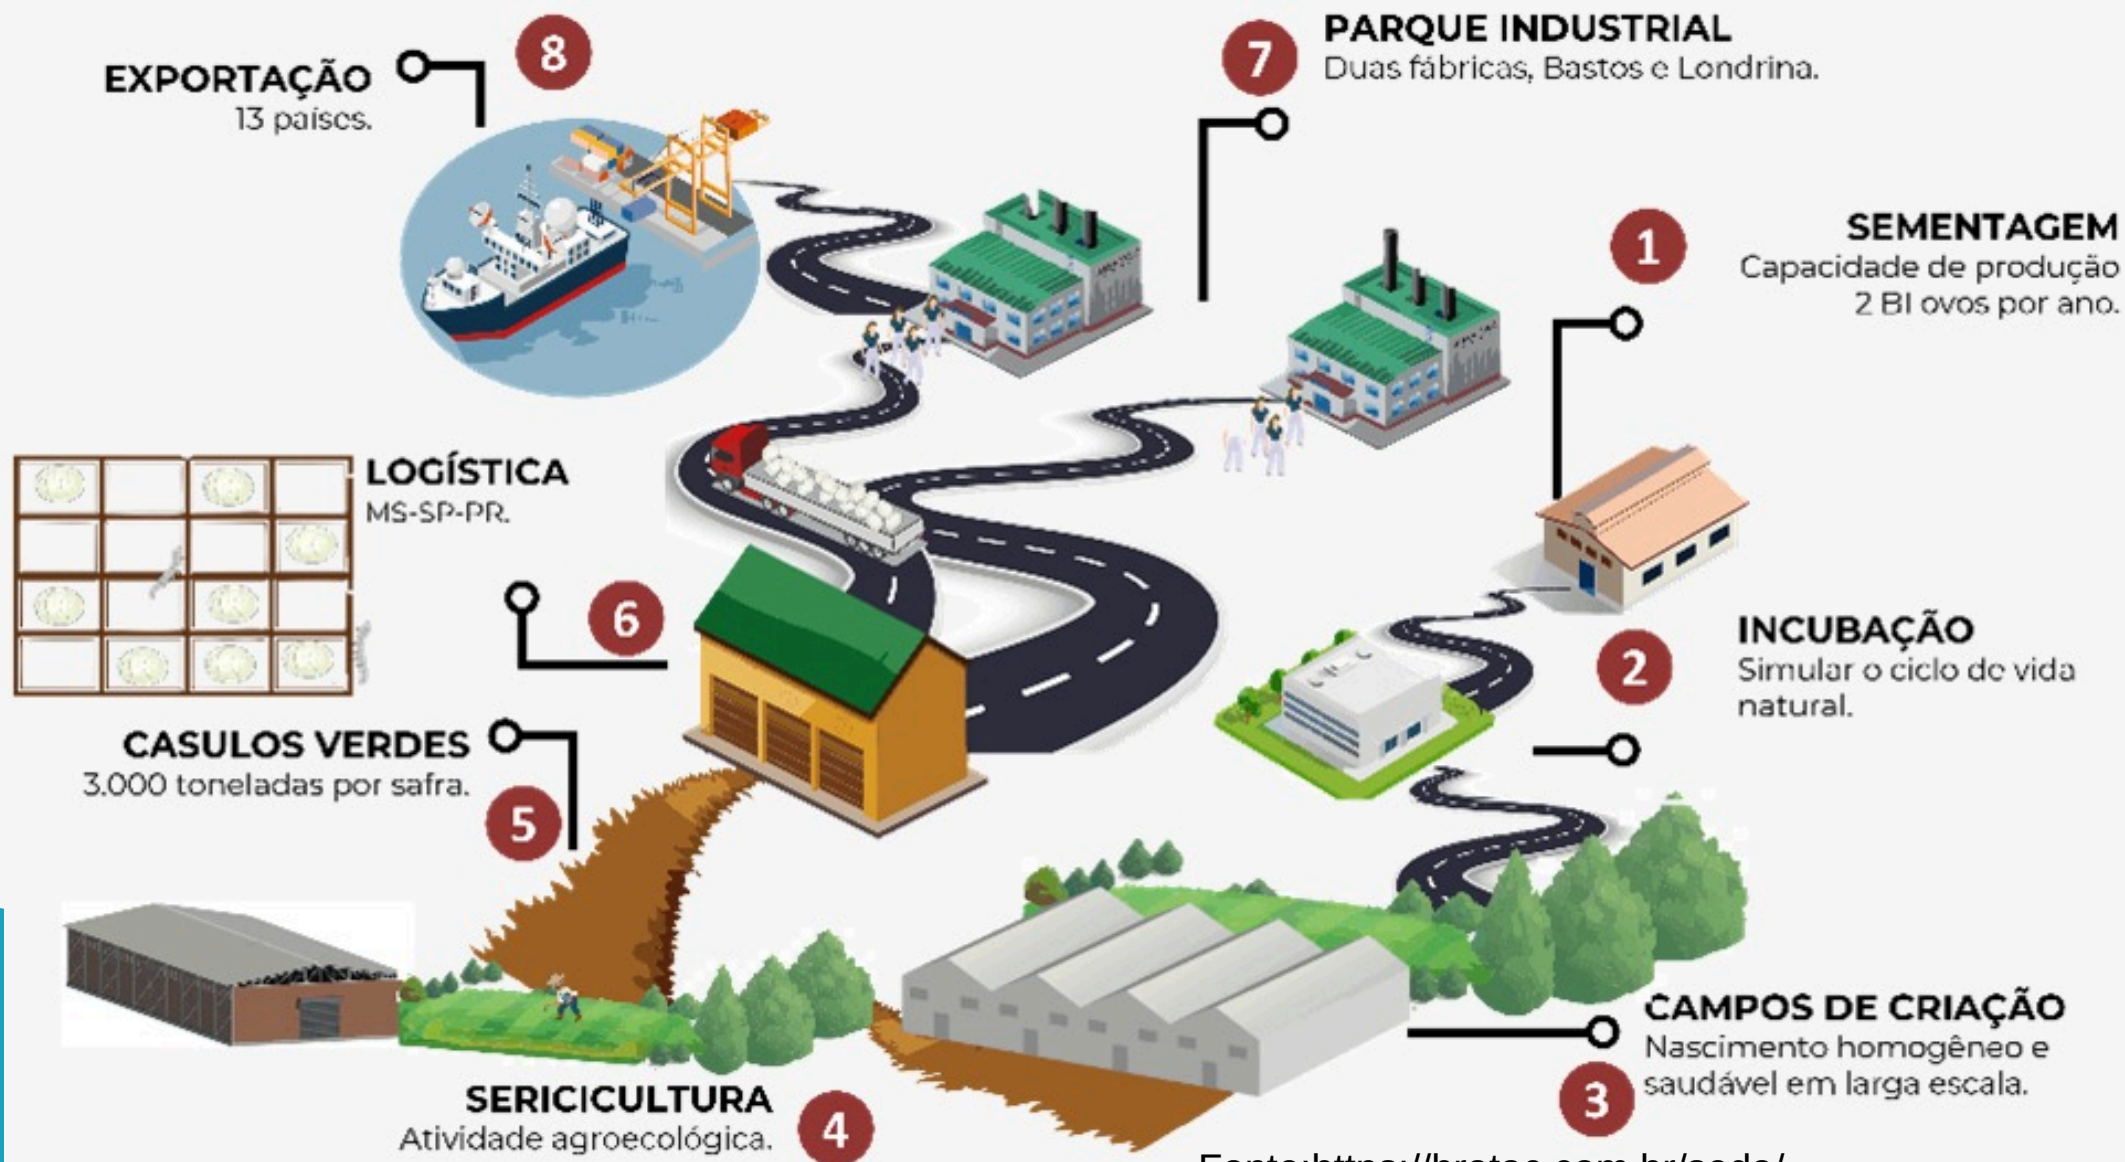 8
EXPORTAÇÃO
13 países.
7
PARQUE INDUSTRIAL
Duas fábricas, Bastos e Londrina.
1
SEMENTAGEM
Capacidade de produção
2 BI ovos por ano.
LOGÍSTICA
MS-SP-PR.
6
2
INCUBAÇÃO
Simular o ciclo de vida
natural.
CASULOS VERDES
3.000 toneladas por safra.
5
CAMPOS DE CRIAÇÃO
Nascimento homogêneo e
saudável em larga escala.
3
SERICICULTURA
Atividade agroecológica.
4